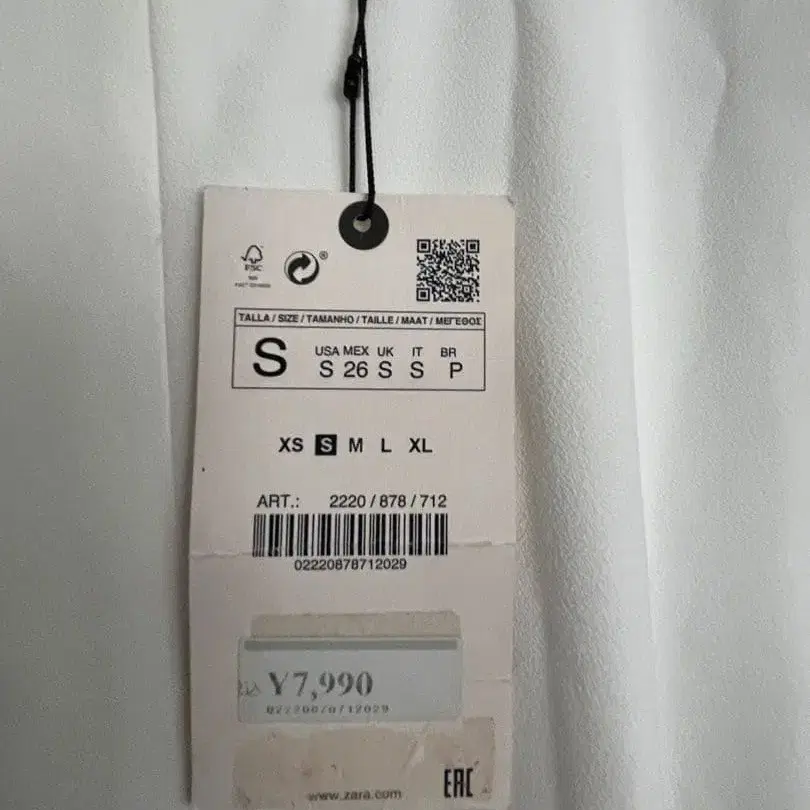 FSC
®
TALLA / SIZE / TAMANHO / TAILLE / MAAT / ΜΕΓΕΘΟΣ
S
USA MEX UK IT BR
S 26 S S P
XS S M L XL
ART.: 2220 / 878 / 712
02220878712029
¥7,990
www.zara.com
EAC